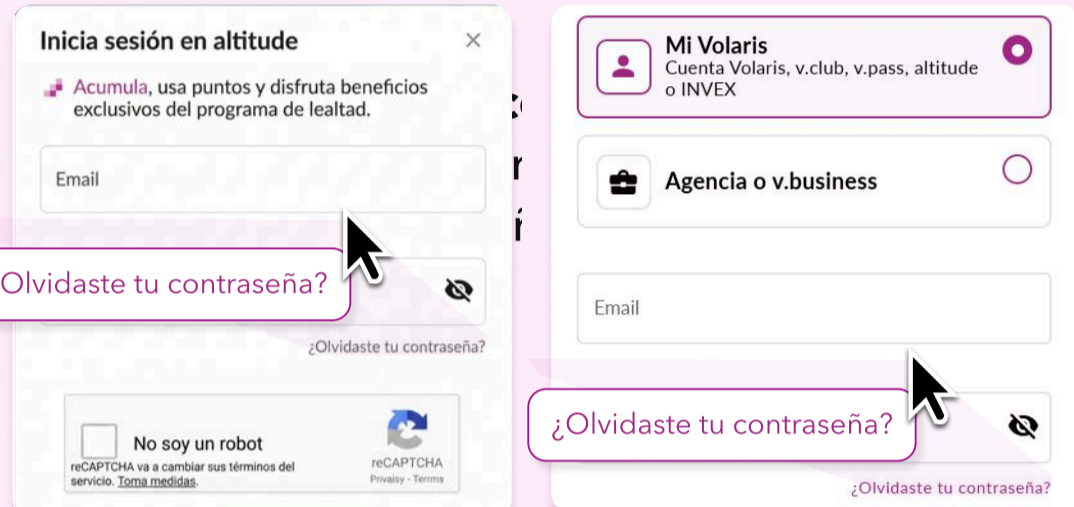 Inicia sesión en altitude
Acumula, usa puntos y disfruta beneficios
exclusivos del programa de lealtad.
Email
Olvidaste tu contraseña?
¿Olvidaste tu contraseña?
No soy un robot
reCAPTCHA va a cambiar sus términos del
servicio. Toma medidas.
reCAPTCHA
Privaisy - Terrms
Mi Volaris
Cuenta Volaris, v.club, v.pass, altitude
o INVEX
Agencia o v.business
Email
¿Olvidaste tu contraseña?
¿Olvidaste tu contraseña?